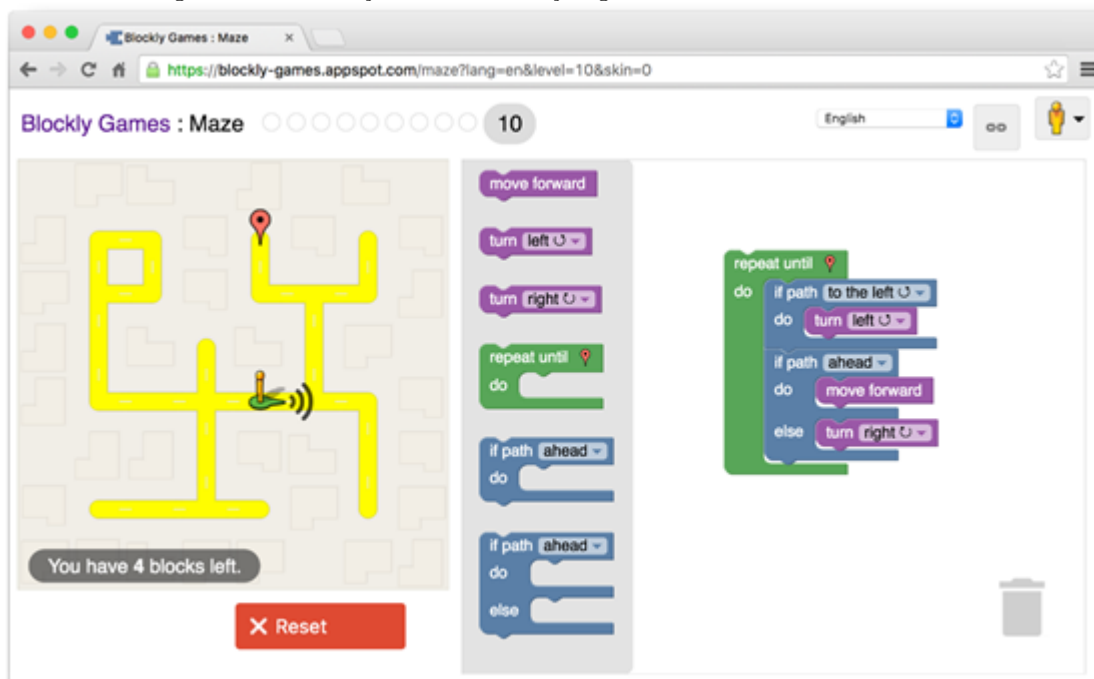 Blockly Games : Maze
https://blockly-games.appspot.com/maze?lang=en&level=10&skin=0
Blockly Games : Maze 10
English
move forward
turn left
turn right
repeat until
do
if path ahead
do
if path ahead
do
else
repeat until
do if path to the left
do turn left
if path ahead
do move forward
else turn right
You have 4 blocks left.
Reset